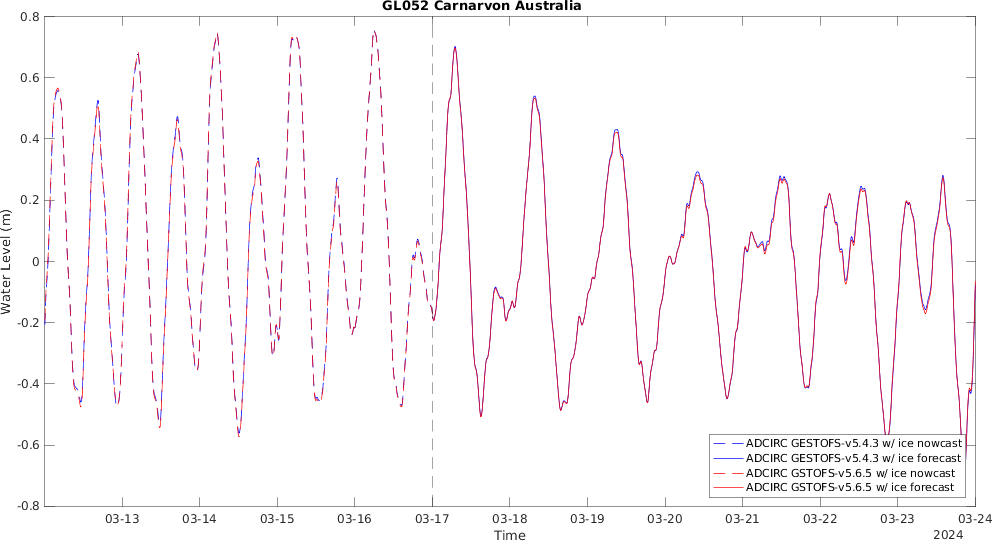 GL052 Carnarvon Australia
0.8
0.6
0.4
0.2
0
-0.2
-0.4
-0.6
-0.8
Water Level (m)
ADCIRC GESTOFS-v5.4.3 w/ ice nowcast
ADCIRC GESTOFS-v5.4.3 w/ ice forecast
ADCIRC GSTOFS-v5.6.5 w/ ice nowcast
ADCIRC GSTOFS-v5.6.5 w/ ice forecast
03-13 03-14 03-15 03-16 03-17 03-18 03-19 03-20 03-21 03-22 03-23 03-24
Time
2024